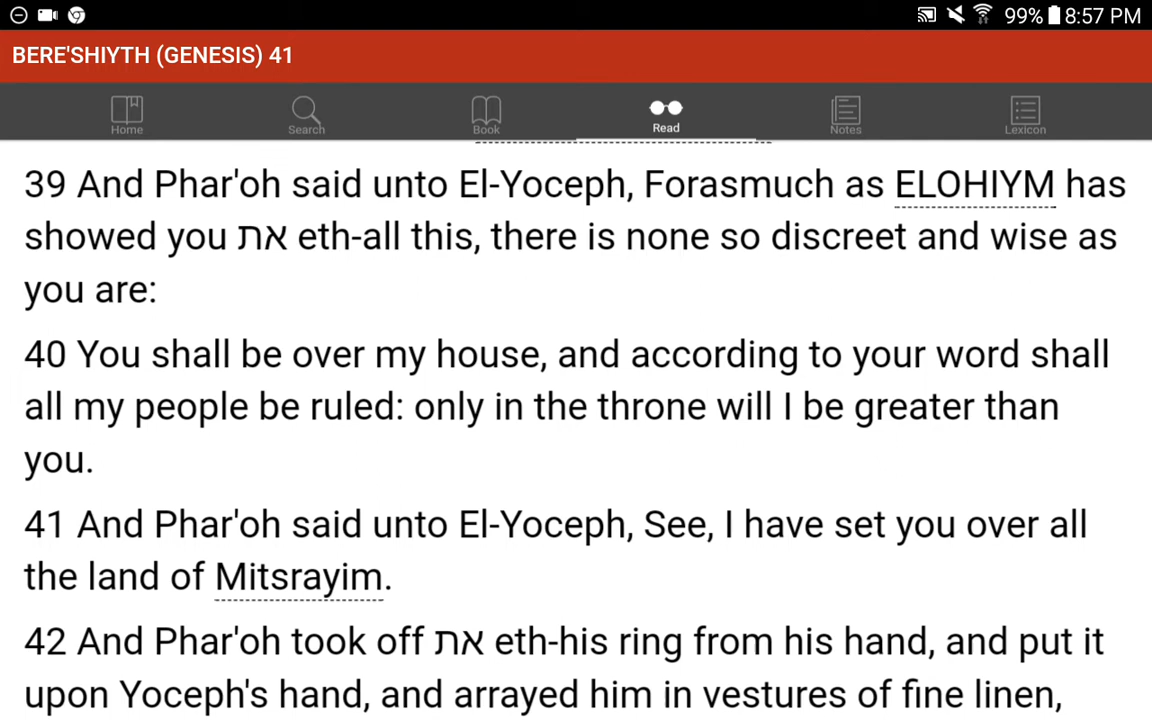 99% 8:57 PM
BERE'SHIYTH (GENESIS) 41
Home Search Book Read Notes Lexicon
39 And Phar'oh said unto El-Yoceph, Forasmuch as ELOHIYM has
showed you את eth-all this, there is none so discreet and wise as
you are:
40 You shall be over my house, and according to your word shall
all my people be ruled: only in the throne will I be greater than
you.
41 And Phar'oh said unto El-Yoceph, See, I have set you over all
the land of Mitsrayim.
42 And Phar'oh took off את eth-his ring from his hand, and put it
upon Yoceph's hand, and arrayed him in vestures of fine linen,